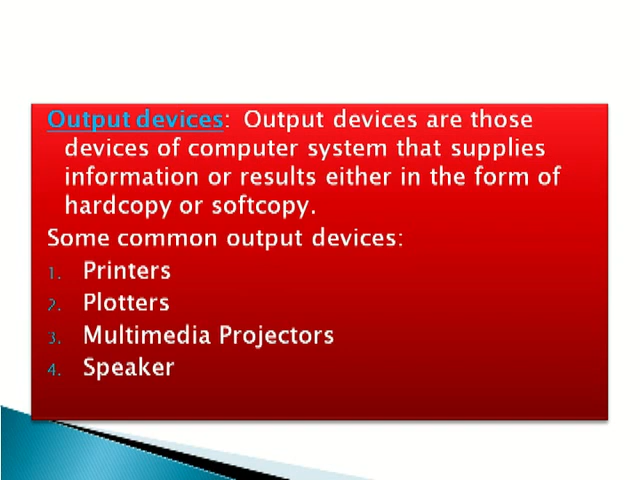 Output devices: Output devices are those
devices of computer system that supplies
information or results either in the form of
hardcopy or softcopy.
Some common output devices:
1. Printers
2. Plotters
3. Multimedia Projectors
4. Speaker